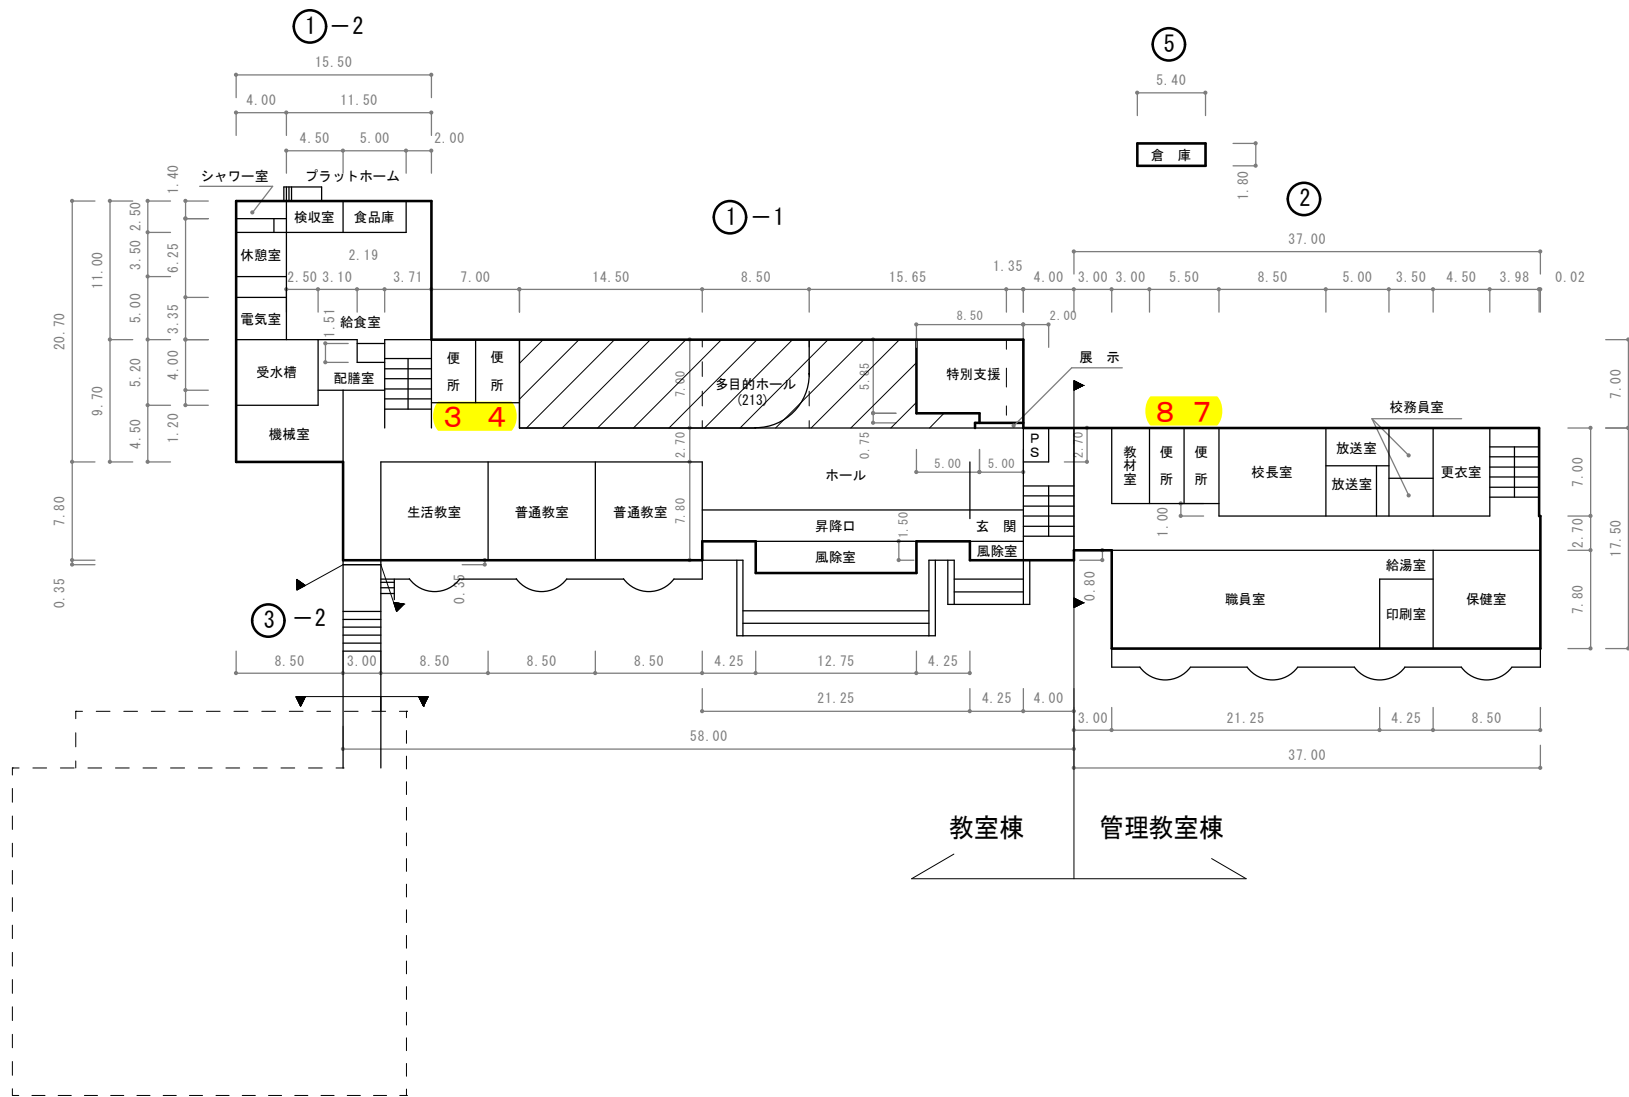 ①－2
⑤
15.50
5.40
4.00 11.50
4.50 5.00 2.00
倉 庫
1.80
シャワー室 プラットホーム
1.40
②
検収室 食品庫
①－1
2.50
37.00
休憩室
2.19
3.50
6.25
11.00
2.50 3.10 3.71 7.00 14.50 8.50 15.65 1.35 4.00 3.00 3.00 5.50 8.50 5.00 3.50 4.50 3.98 0.02
電気室
給食室
1.51
5.00
3.35
20.70
8.50 2.00
展 示
便所 便所
受水槽
配膳室
5.20
4.00
7.00
多目的ホール
(213)
5.85
特別支援
7.00
3 4
8 7
校務員室
9.70
4.50
1.20
機械室
2.70
0.75
PS
2.70
教材室
便所 便所
校長室
放送室
放送室
更衣室
7.00
5.00 5.00
ホール
生活教室 普通教室 普通教室
7.80
7.80
昇降口
1.50
玄 関
風除室
風除室
1.00
2.70
17.50
0.35
0.35
0.80
給湯室
職員室
印刷室
保健室
7.80
③－2
8.50 3.00 8.50 8.50 8.50 4.25 12.75 4.25
21.25 4.25 4.00
3.00 21.25 4.25 8.50
58.00
37.00
教室棟 管理教室棟